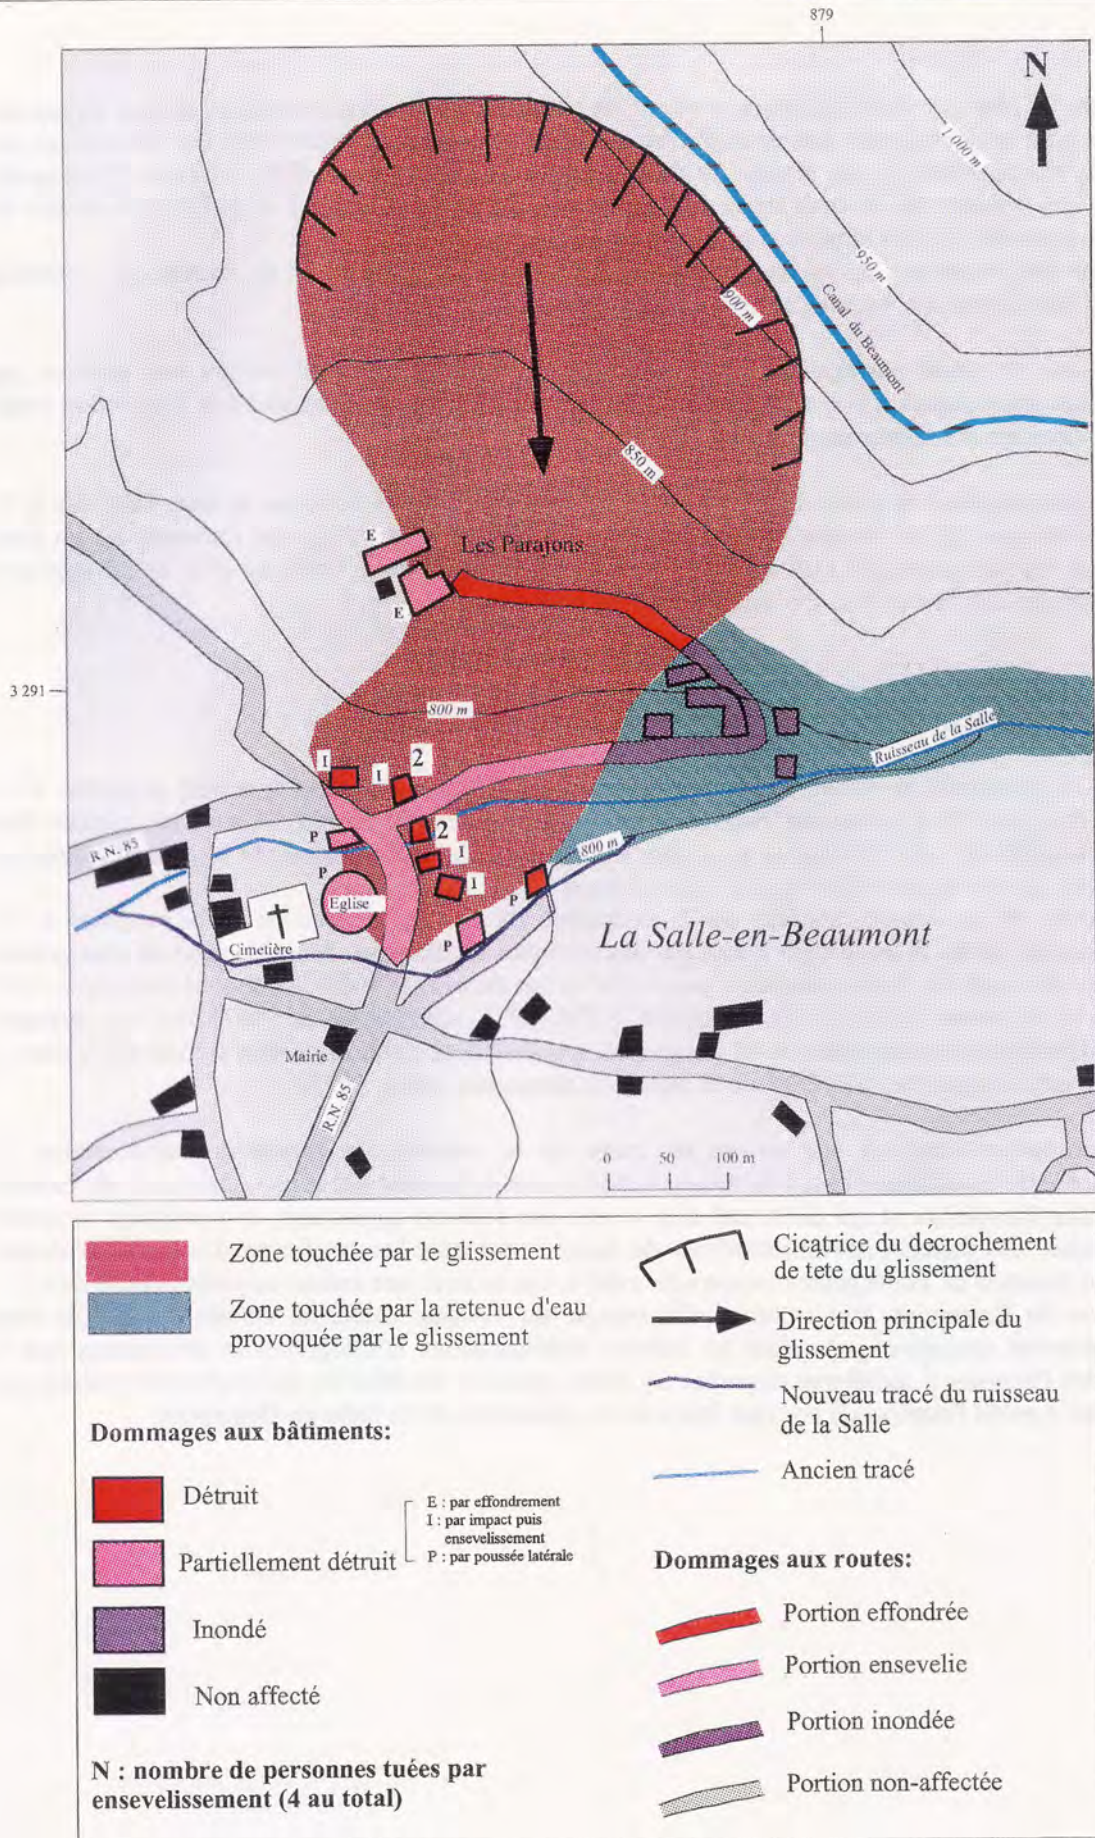 879
N
1 000 m
950 m
Canal du Beaumont
900 m
850 m
E
Les Parajons
E
3 291
800 m
Ruisseau de la Salle
I
I
2
R.N. 85
P
2
I
800 m
P
I
Eglise
P
Cimetière
P
La Salle-en-Beaumont
Mairie
R.N. 85
0 50 100 m
Zone touchée par le glissement
Zone touchée par la retenue d'eau
provoquée par le glissement
Dommages aux bâtiments:
Détruit
Partiellement détruit
E : par effondrement
I : par impact puis
ensevelissement
P : par poussée latérale
Inondé
Non affecté
N : nombre de personnes tuées par
ensevelissement (4 au total)
Cicatrice du décrochement
de tête du glissement
Direction principale du
glissement
Nouveau tracé du ruisseau
de la Salle
Ancien tracé
Dommages aux routes:
Portion effondrée
Portion ensevelie
Portion inondée
Portion non-affectée